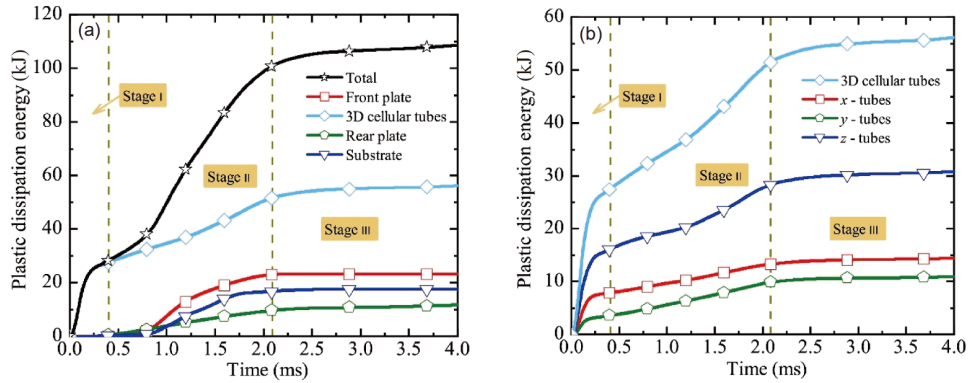 (a)
Plastic dissipation energy (kJ)
120
100
80
60
40
20
0
0.0 0.5 1.0 1.5 2.0 2.5 3.0 3.5 4.0
Time (ms)
Stage I
Stage II
Stage III
Total
Front plate
3D cellular tubes
Rear plate
Substrate
(b)
Plastic dissipation energy (kJ)
60
50
40
30
20
10
0
0.0 0.5 1.0 1.5 2.0 2.5 3.0 3.5 4.0
Time (ms)
Stage I
Stage II
Stage III
3D cellular tubes
x - tubes
y - tubes
z - tubes